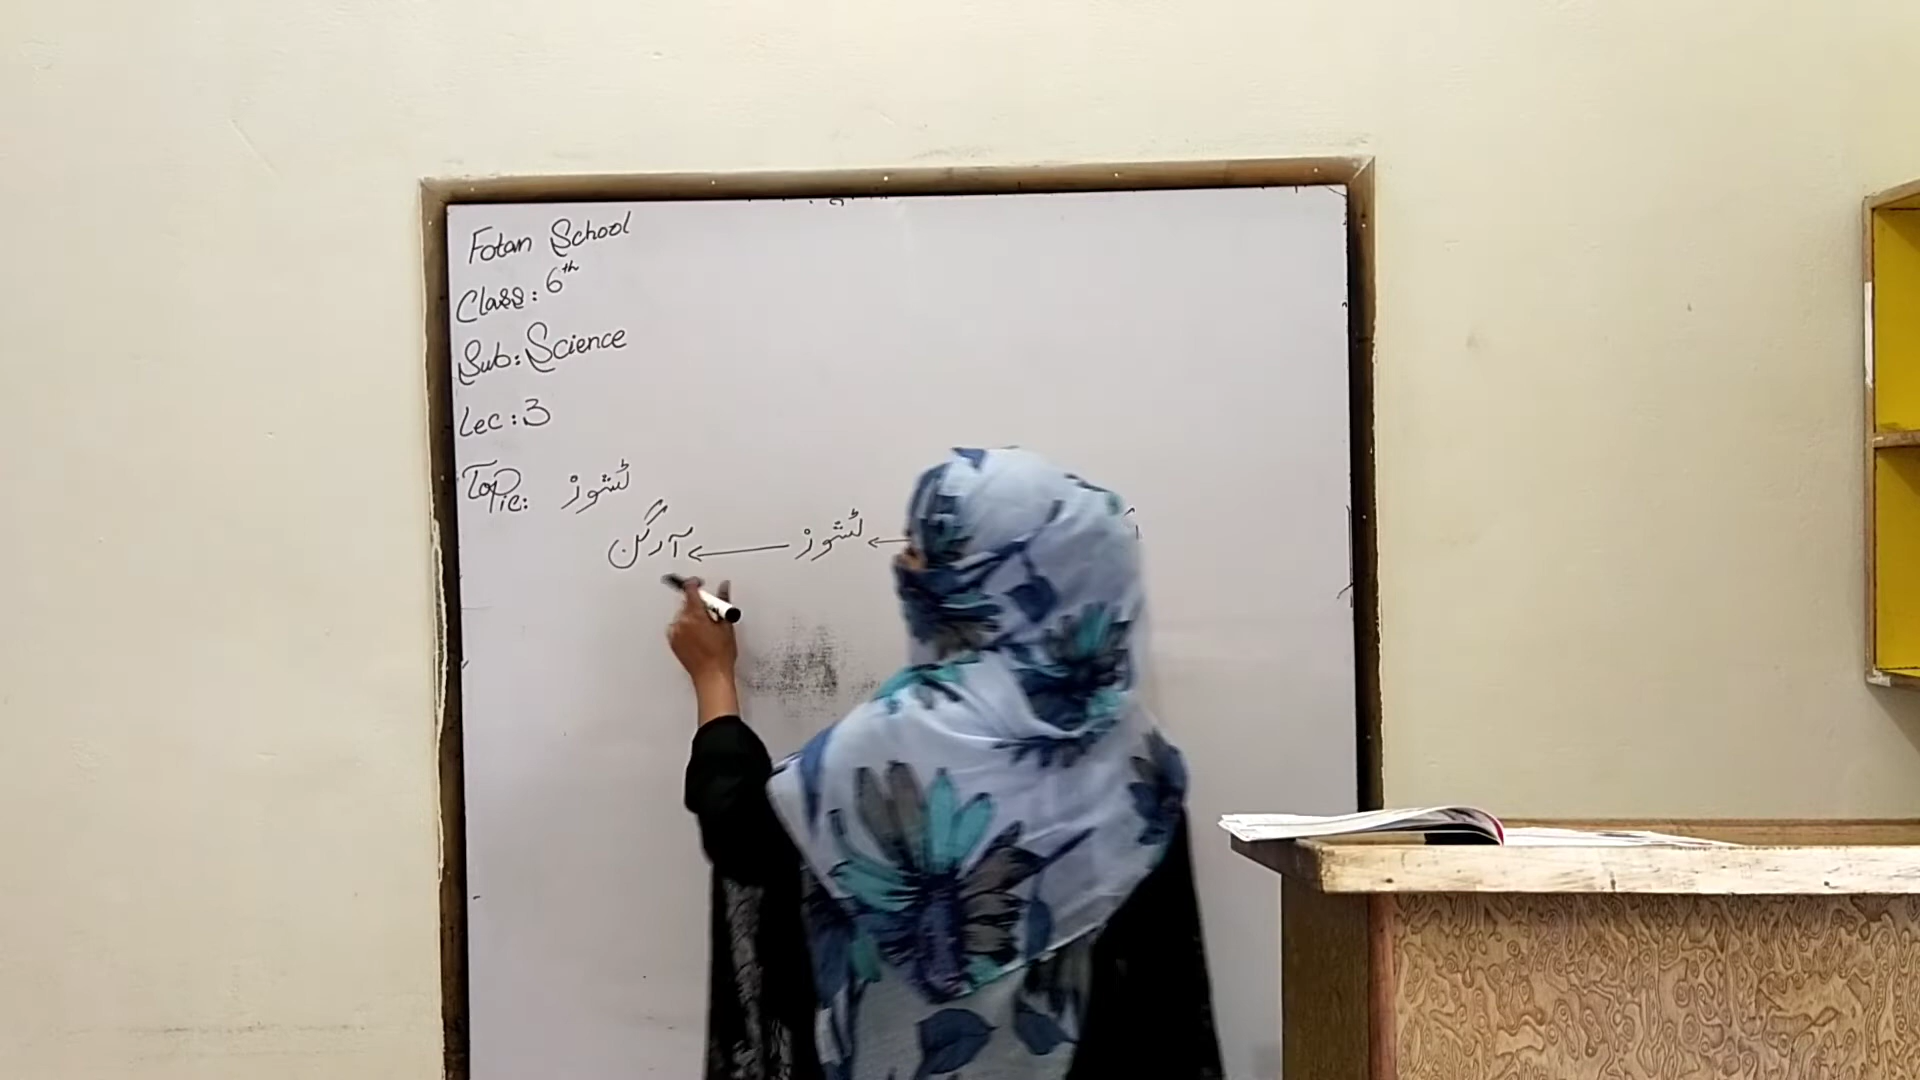 Fotan School
Class: 6th
Sub: Science
Lec: 3
Topic: ٹشوز
ٹشوز ← آرگن